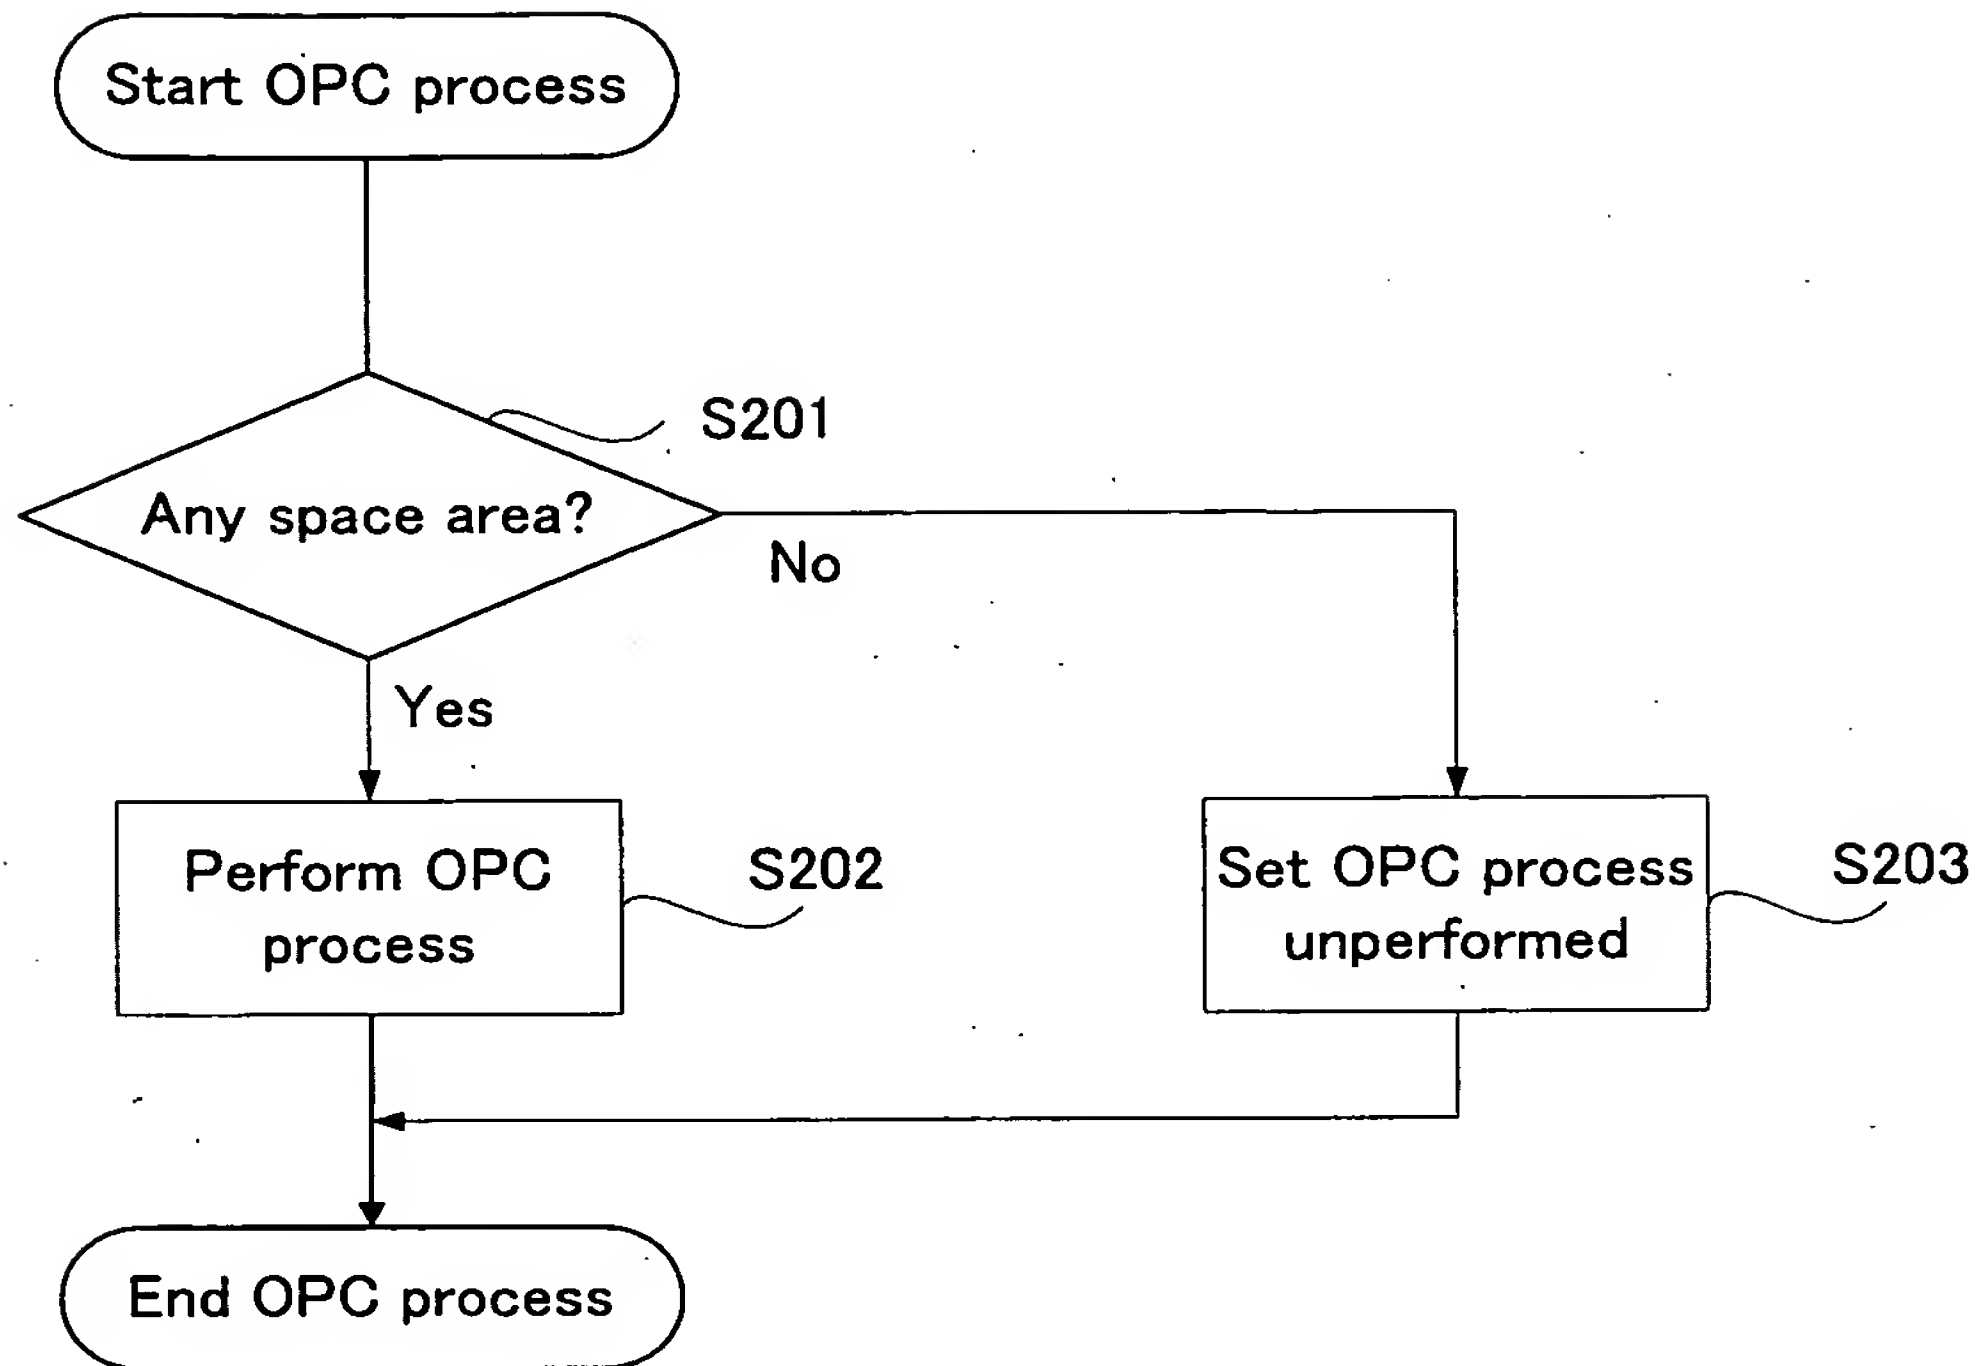 Start OPC process
S201
Any space area?
No
Yes
Perform OPC
process
S202
Set OPC process
unperformed
S203
End OPC process